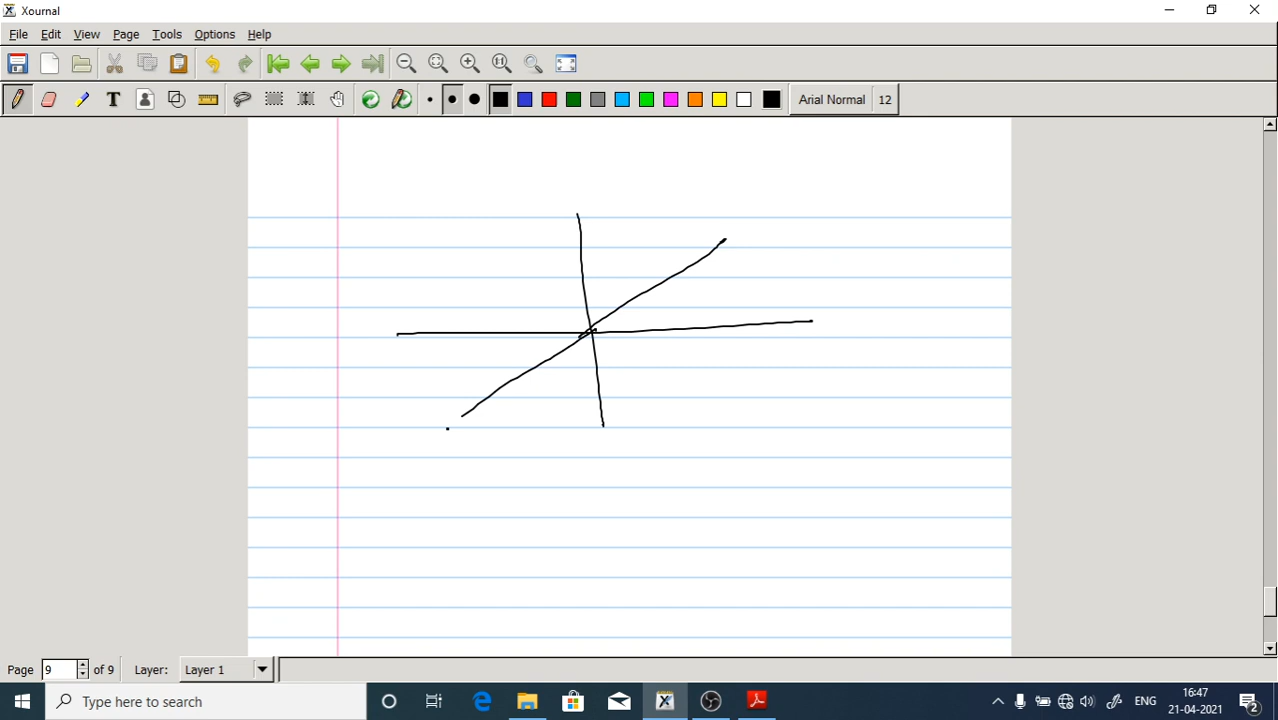 Xournal
File Edit View Page Tools Options Help
T Arial Normal 12
Page 9 of 9 Layer: Layer 1
Type here to search ENG 16:47
21-04-2021 2